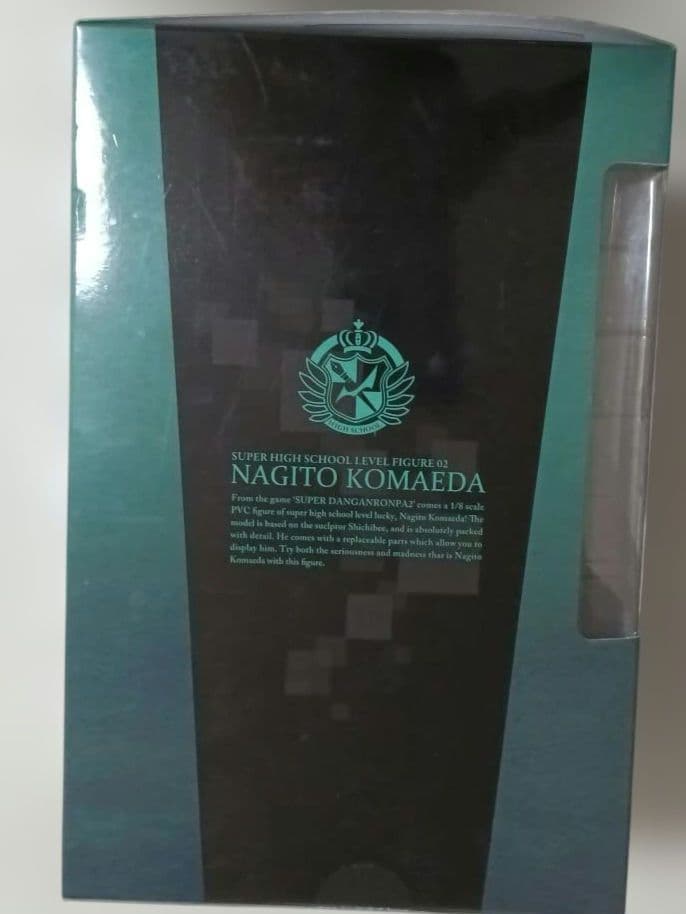 HIGH SCHOOL
SUPER HIGH SCHOOL LEVEL FIGURE 02
NAGITO KOMAEDA
From the game 'SUPER DANGANRONPA2' comes a 1/8 scale
PVC figure of super high school level lucky, Nagito Komaeda! The
model is based on the suclptor Shichibee, and is absolutely packed
with detail. He comes with a replaceable parts which allow you to
display him. Try both the seriousness and madness that is Nagito
Komaeda with this figure.